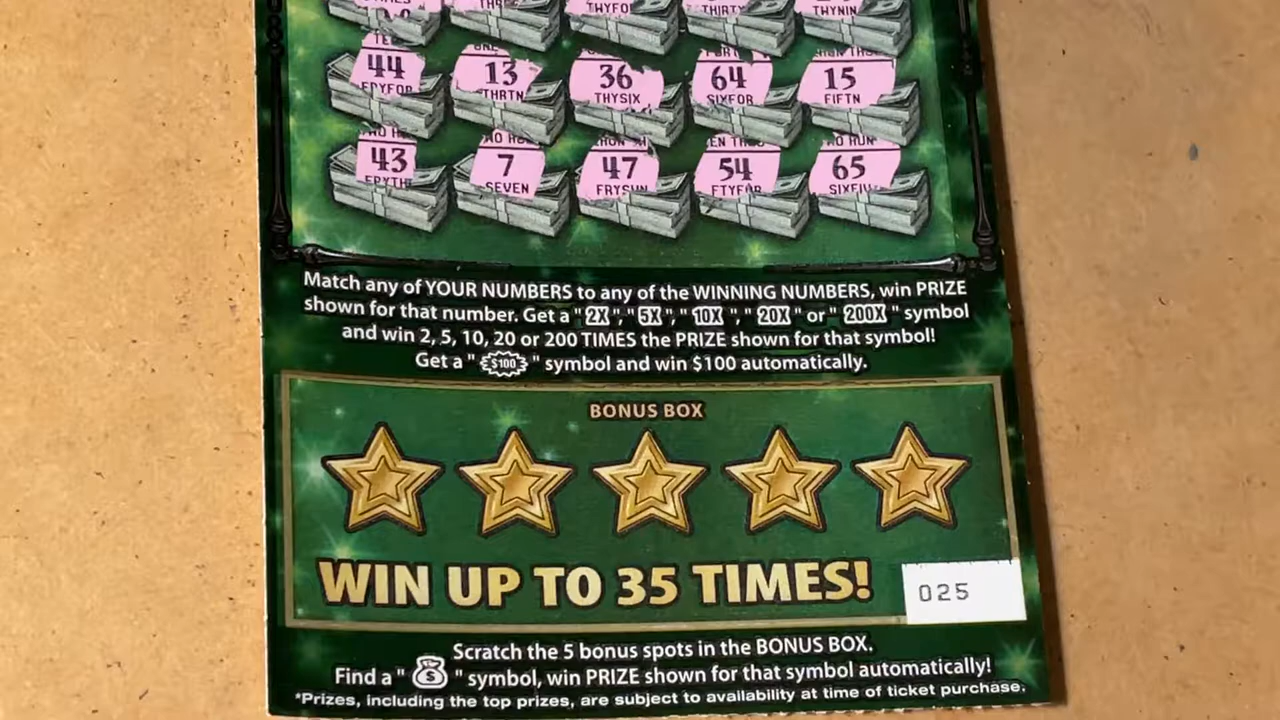 THYFO THIRTY THYNIN
44 13 36 64 15
FRYFOR THRTN THYSIX SIXFOR FIFTN
43 7 47 54 65
FRYTH SEVEN FRYSVN FTYFOR SIXFIV
Match any of YOUR NUMBERS to any of the WINNING NUMBERS, win PRIZE
shown for that number. Get a "2X", "5X", "10X", "20X" or "200X" symbol
and win 2, 5, 10, 20 or 200 TIMES the PRIZE shown for that symbol!
Get a "$100" symbol and win $100 automatically.
BONUS BOX
WIN UP TO 35 TIMES!
025
Scratch the 5 bonus spots in the BONUS BOX.
Find a "$" symbol, win PRIZE shown for that symbol automatically!
*Prizes, including the top prizes, are subject to availability at time of ticket purchase.